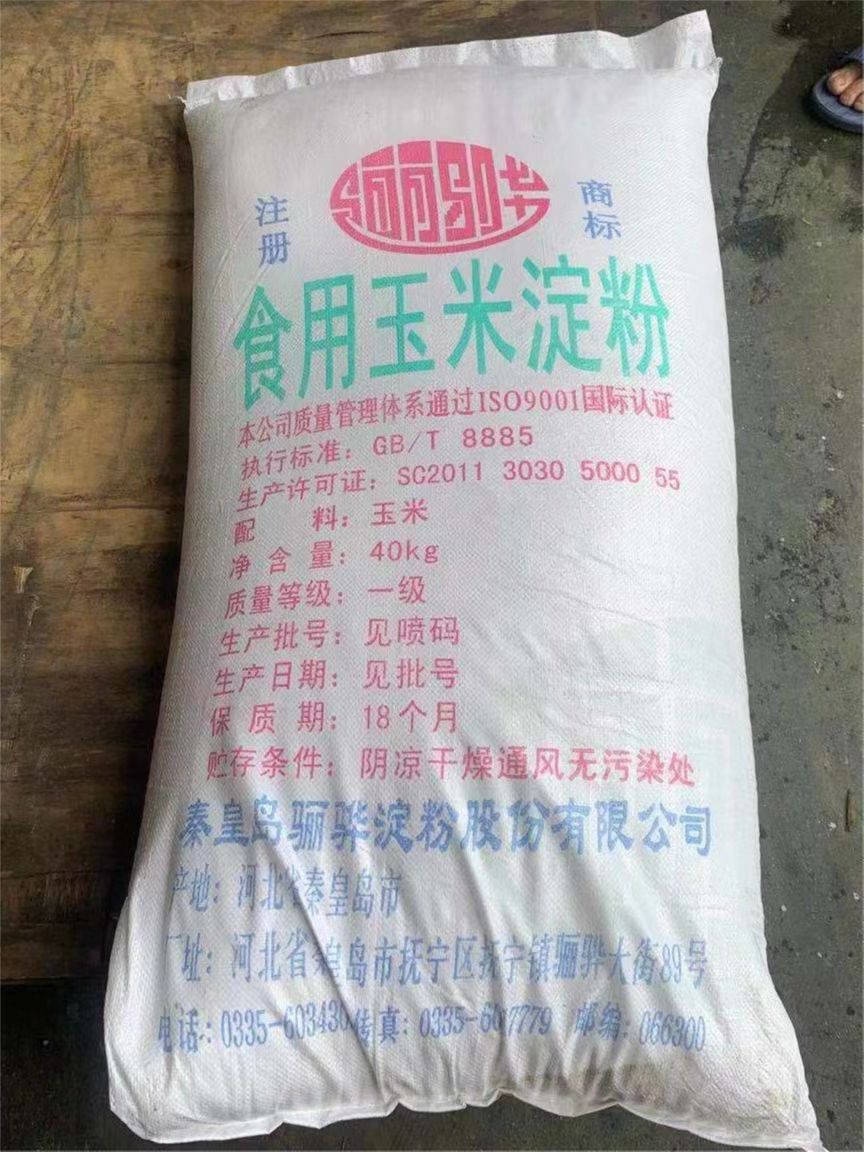 注册 骊骅 商标
食用玉米淀粉
本公司质量管理体系通过ISO9001国际认证
执行标准：GB/T 8885
生产许可证：SC2011 3030 5000 55
配料：玉米
净含量：40kg
质量等级：一级
生产批号：见喷码
生产日期：见批号
保质期：18个月
贮存条件：阴凉干燥通风无污染处
秦皇岛骊骅淀粉股份有限公司
产地：河北省秦皇岛市
厂址：河北省秦皇岛市抚宁区抚宁镇骊骅大街89号
电话：0335-603430 传真：0335- 7779 邮编：066300